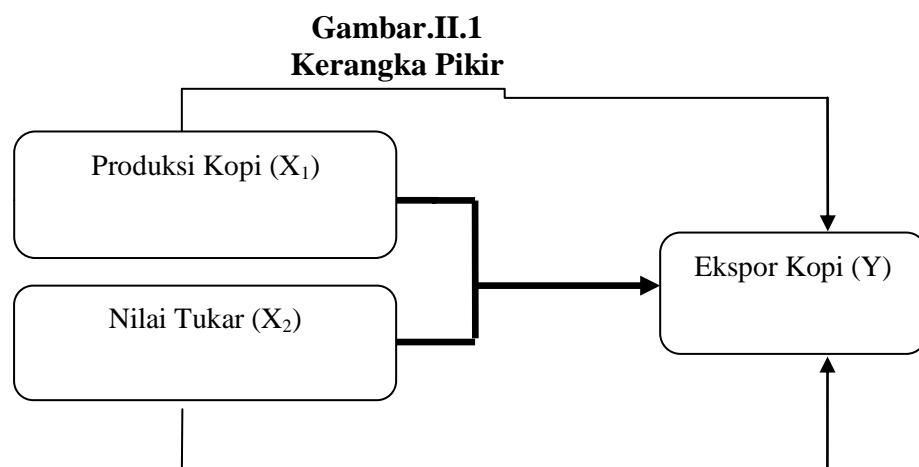 Gambar.II.1
Kerangka Pikir
Produksi Kopi (X₁)
Ekspor Kopi (Y)
Nilai Tukar (X₂)